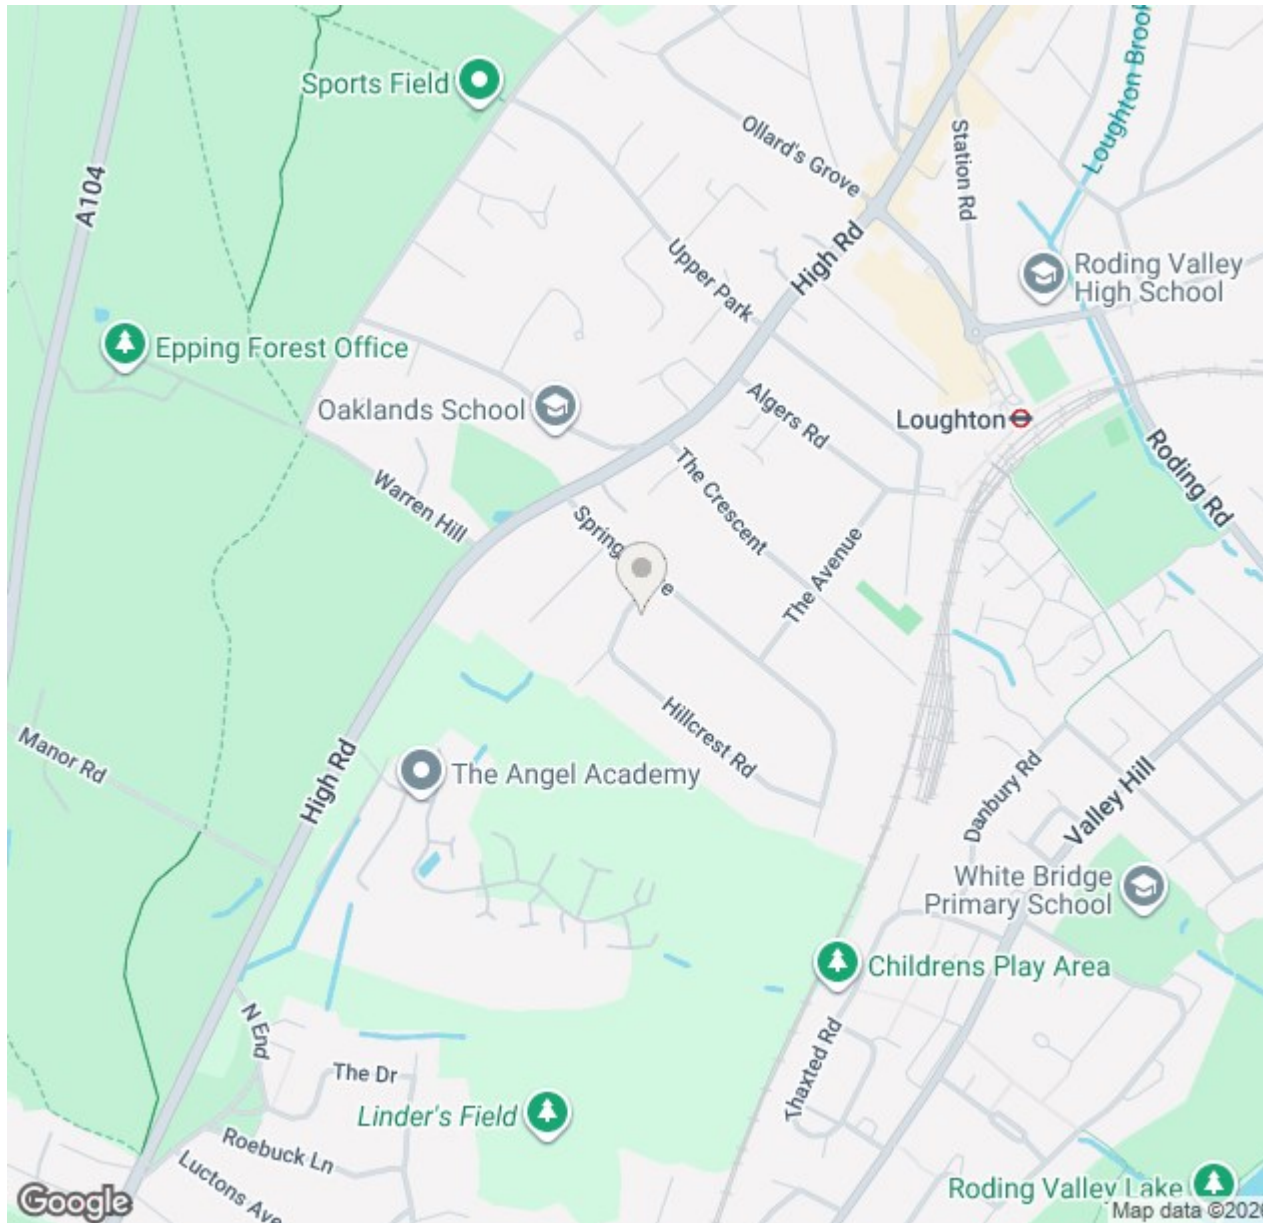 Sports Field
Ollard's Grove
Station Rd
Loughton Brook
A104
Upper Park
High Rd
Roding Valley
High School
Epping Forest Office
Oaklands School
Algers Rd
Loughton
Roding Rd
Warren Hill
The Crescent
Spring
e
The Avenue
Hillcrest Rd
Manor Rd
High Rd
The Angel Academy
Danbury Rd
Valley Hill
White Bridge
Primary School
Childrens Play Area
N End
The Dr
Thaxted Rd
Linder's Field
Roebuck Ln
Luctons Ave
Roding Valley Lake
Google
Map data ©2026